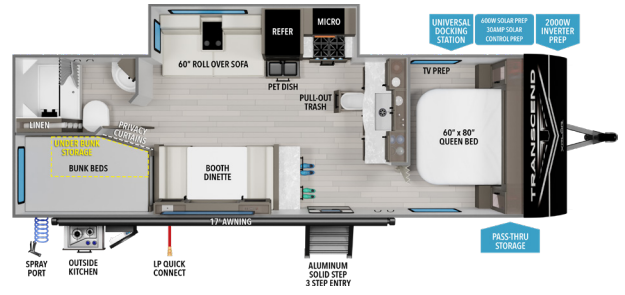 UNIVERSAL
DOCKING
STATION
600W SOLAR PREP
30AMP SOLAR
CONTROL PREP
2000W
INVERTER
PREP
REFER
MICRO
60" ROLL OVER SOFA
PET DISH
PULL-OUT
TRASH
TV PREP
LINEN
PRIVACY
CURTAINS
UNDER BUNK
STORAGE
BUNK BEDS
BOOTH
DINETTE
60" x 80"
QUEEN BED
TRANSCEND
17' AWNING
PASS-THRU
STORAGE
SPRAY
PORT
OUTSIDE
KITCHEN
LP QUICK
CONNECT
ALUMINUM
SOLID STEP
3 STEP ENTRY